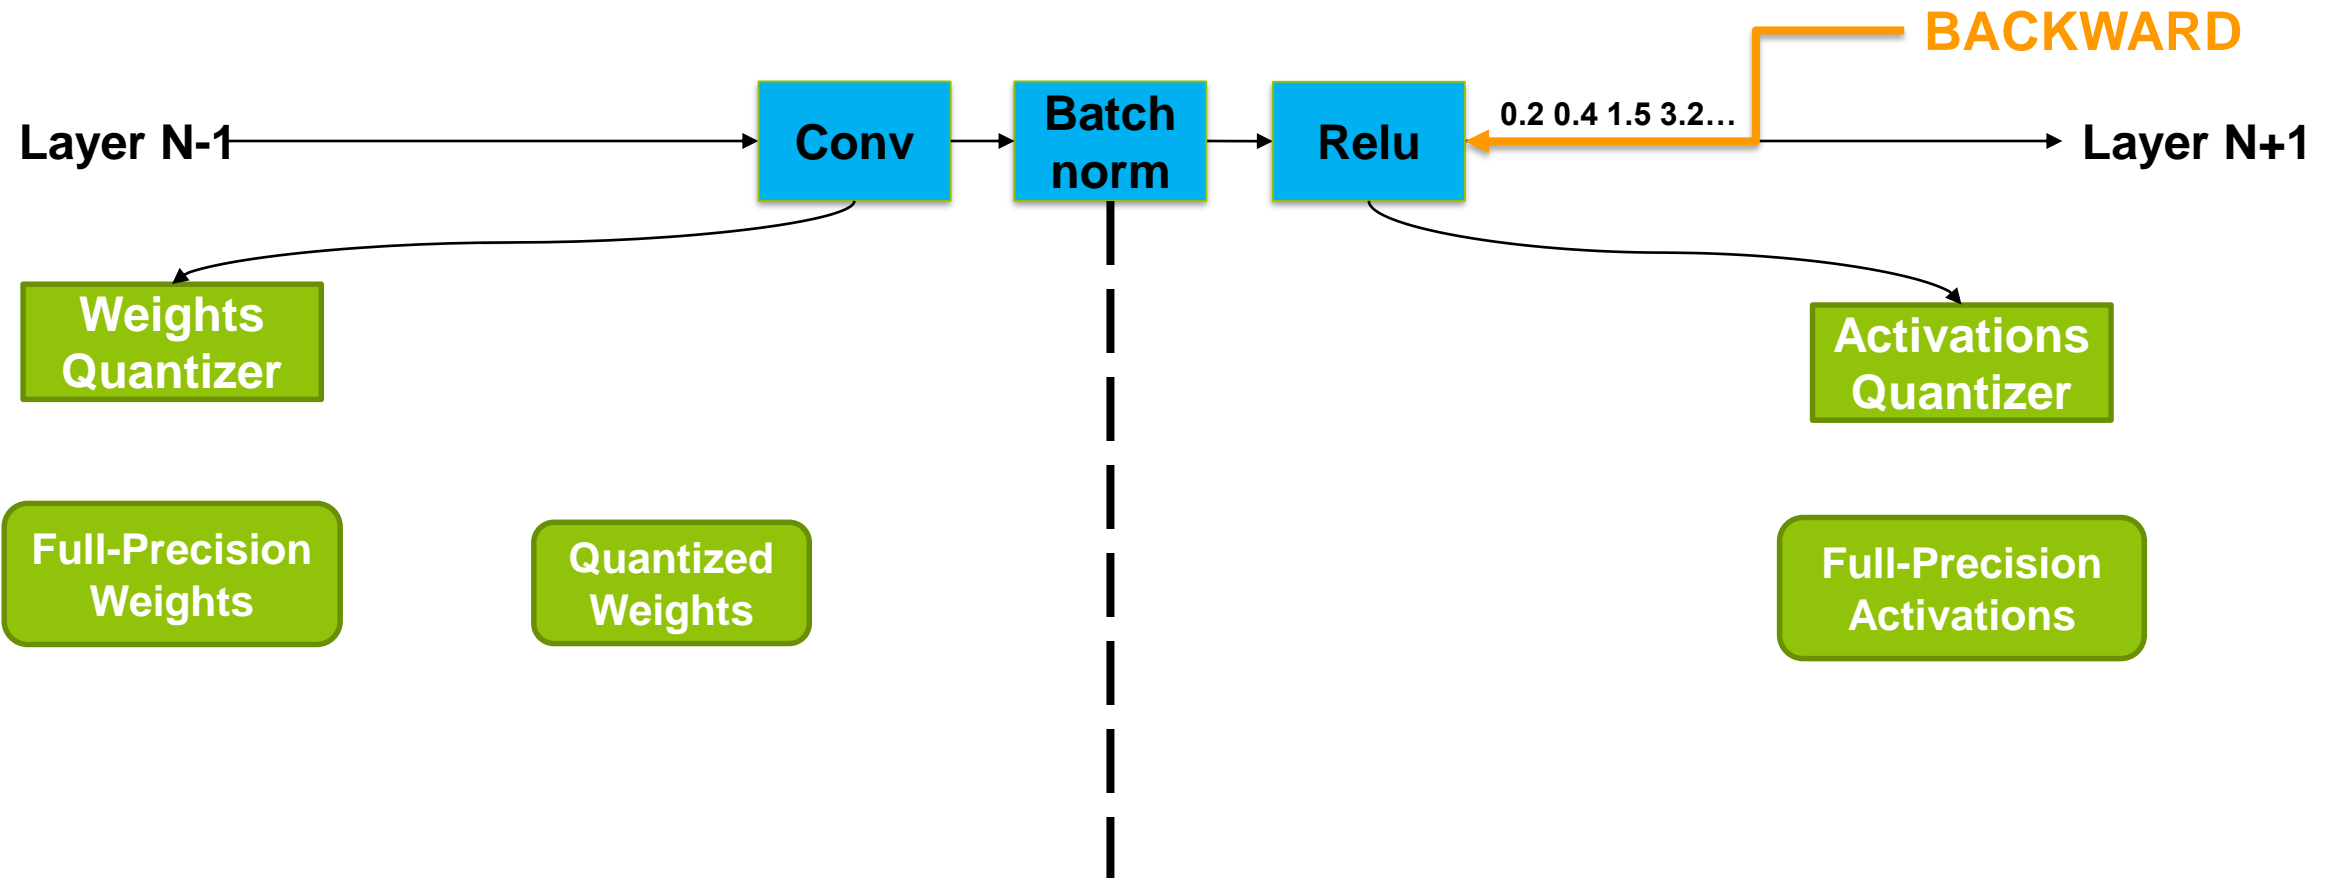 BACKWARD
Layer N-1
Conv
Batch
norm
Relu
0.2 0.4 1.5 3.2…
Layer N+1
Weights
Quantizer
Activations
Quantizer
Full-Precision
Weights
Quantized
Weights
Full-Precision
Activations